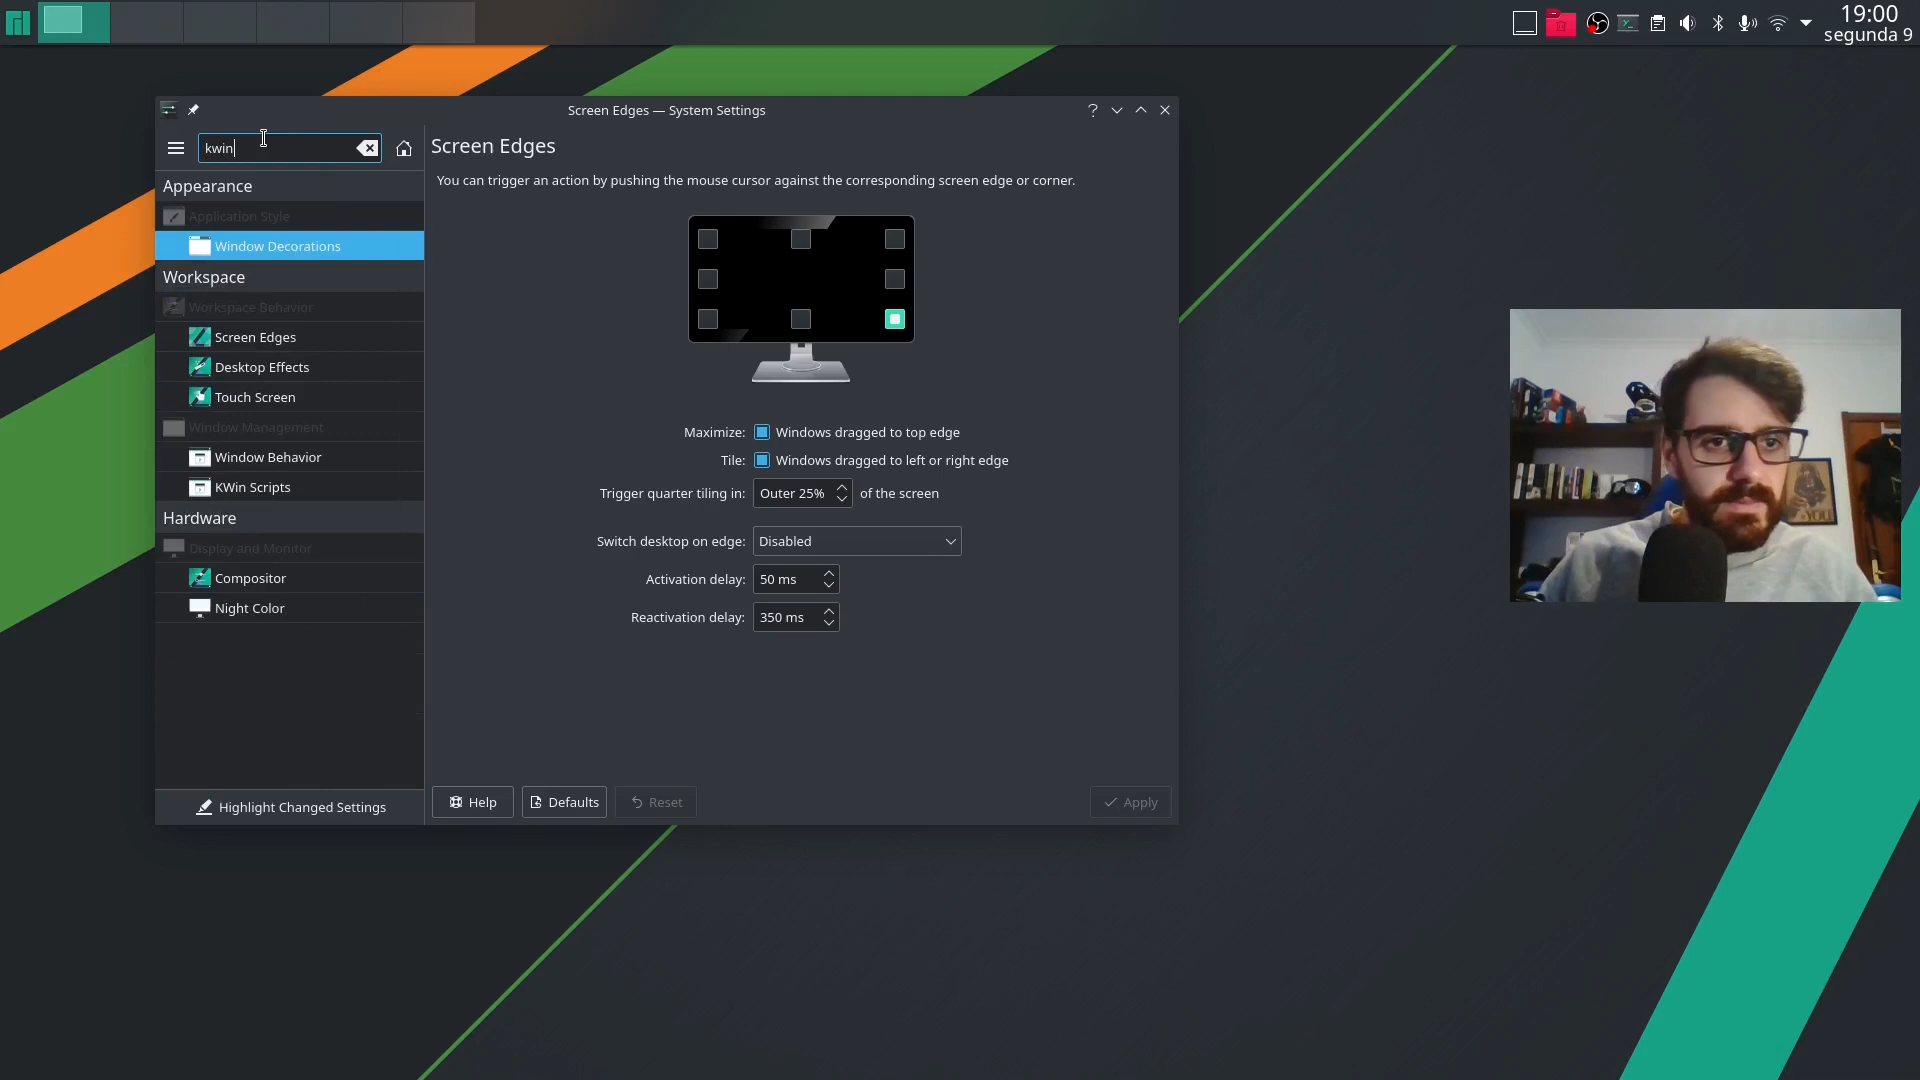 19:00
segunda 9
Screen Edges — System Settings
kwin
Appearance
Application Style
Window Decorations
Workspace
Workspace Behavior
Screen Edges
Desktop Effects
Touch Screen
Window Management
Window Behavior
KWin Scripts
Hardware
Display and Monitor
Compositor
Night Color
Highlight Changed Settings
Screen Edges
You can trigger an action by pushing the mouse cursor against the corresponding screen edge or corner.
Maximize: Windows dragged to top edge
Tile: Windows dragged to left or right edge
Trigger quarter tiling in: Outer 25% of the screen
Switch desktop on edge: Disabled
Activation delay: 50 ms
Reactivation delay: 350 ms
Help Defaults Reset Apply
YOU